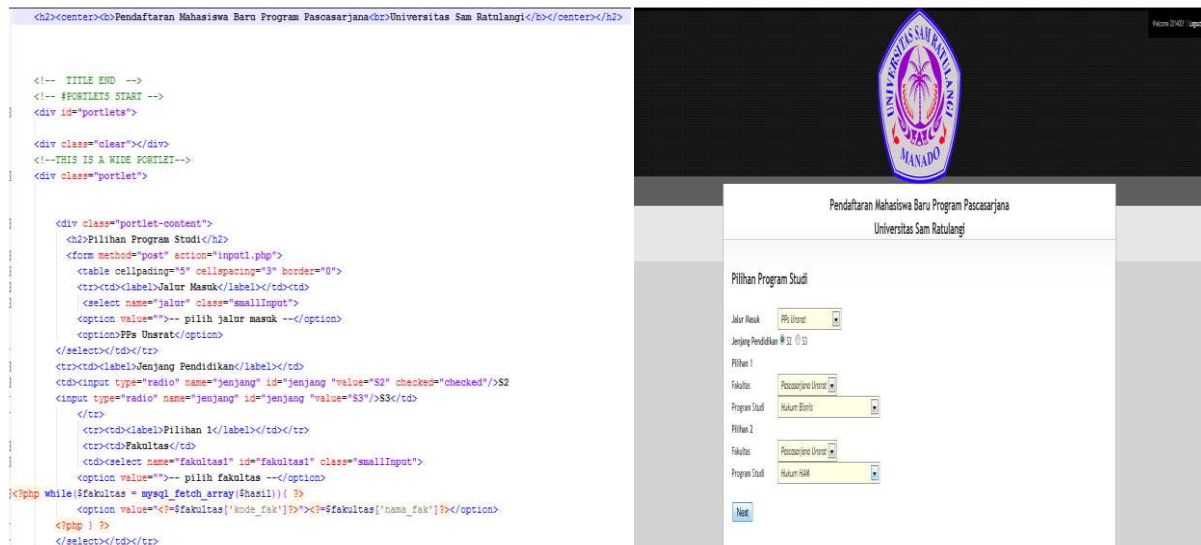 <h2><center><b>Pendaftaran Mahasiswa Baru Program Pascasarjana<br>Universitas Sam Ratulangi</b></center></h2>
<!-- TITLE END -->
<!-- #PORTLETS START -->
<div id="portlets">
<div class="clear"></div>
<!--THIS IS A WIDE PORTLET-->
<div class="portlet">
<div class="portlet-content">
<h2>Pilihan Program Studi</h2>
<form method="post" action="input1.php">
<table cellpading="5" cellspacing="3" border="0">
<tr><td><label>Jalur Masuk</label></td><td>
<select name="jalur" class="smallInput">
<option value="">-- pilih jalur masuk --</option>
<option>PPs Unsrat</option>
</select></td></tr>
<tr><td><label>Jenjang Pendidikan</label></td>
<td><input type="radio" name="jenjang" id="jenjang "value="S2" checked="checked"/>S2
<input type="radio" name="jenjang" id="jenjang "value="S3"/>S3</td>
</tr>
<tr><td><label>Pilihan 1</label></td></tr>
<tr><td>Fakultas</td>
<td><select name="fakultas1" id="fakultas1" class="smallInput">
<option value="">-- pilih fakultas --</option>
<?php while($fakultas = mysql_fetch_array($hasil)){ ?>
<option value="<?=$fakultas['kode_fak']?>"><?=$fakultas['nama_fak']?></option>
<?php } ?>
</select></td></tr>
Logout
UNIVERSITAS SAM RATULANGI
MANADO
Pendaftaran Mahasiswa Baru Program Pascasarjana
Universitas Sam Ratulangi
Pilihan Program Studi
Jalur Masuk PPs Unsrat
Jenjang Pendidikan S2 S3
Pilihan 1
Fakultas Pascasarjana Unsrat
Program Studi Hukum Bisnis
Pilihan 2
Fakultas Pascasarjana Unsrat
Program Studi Hukum HAM
Next